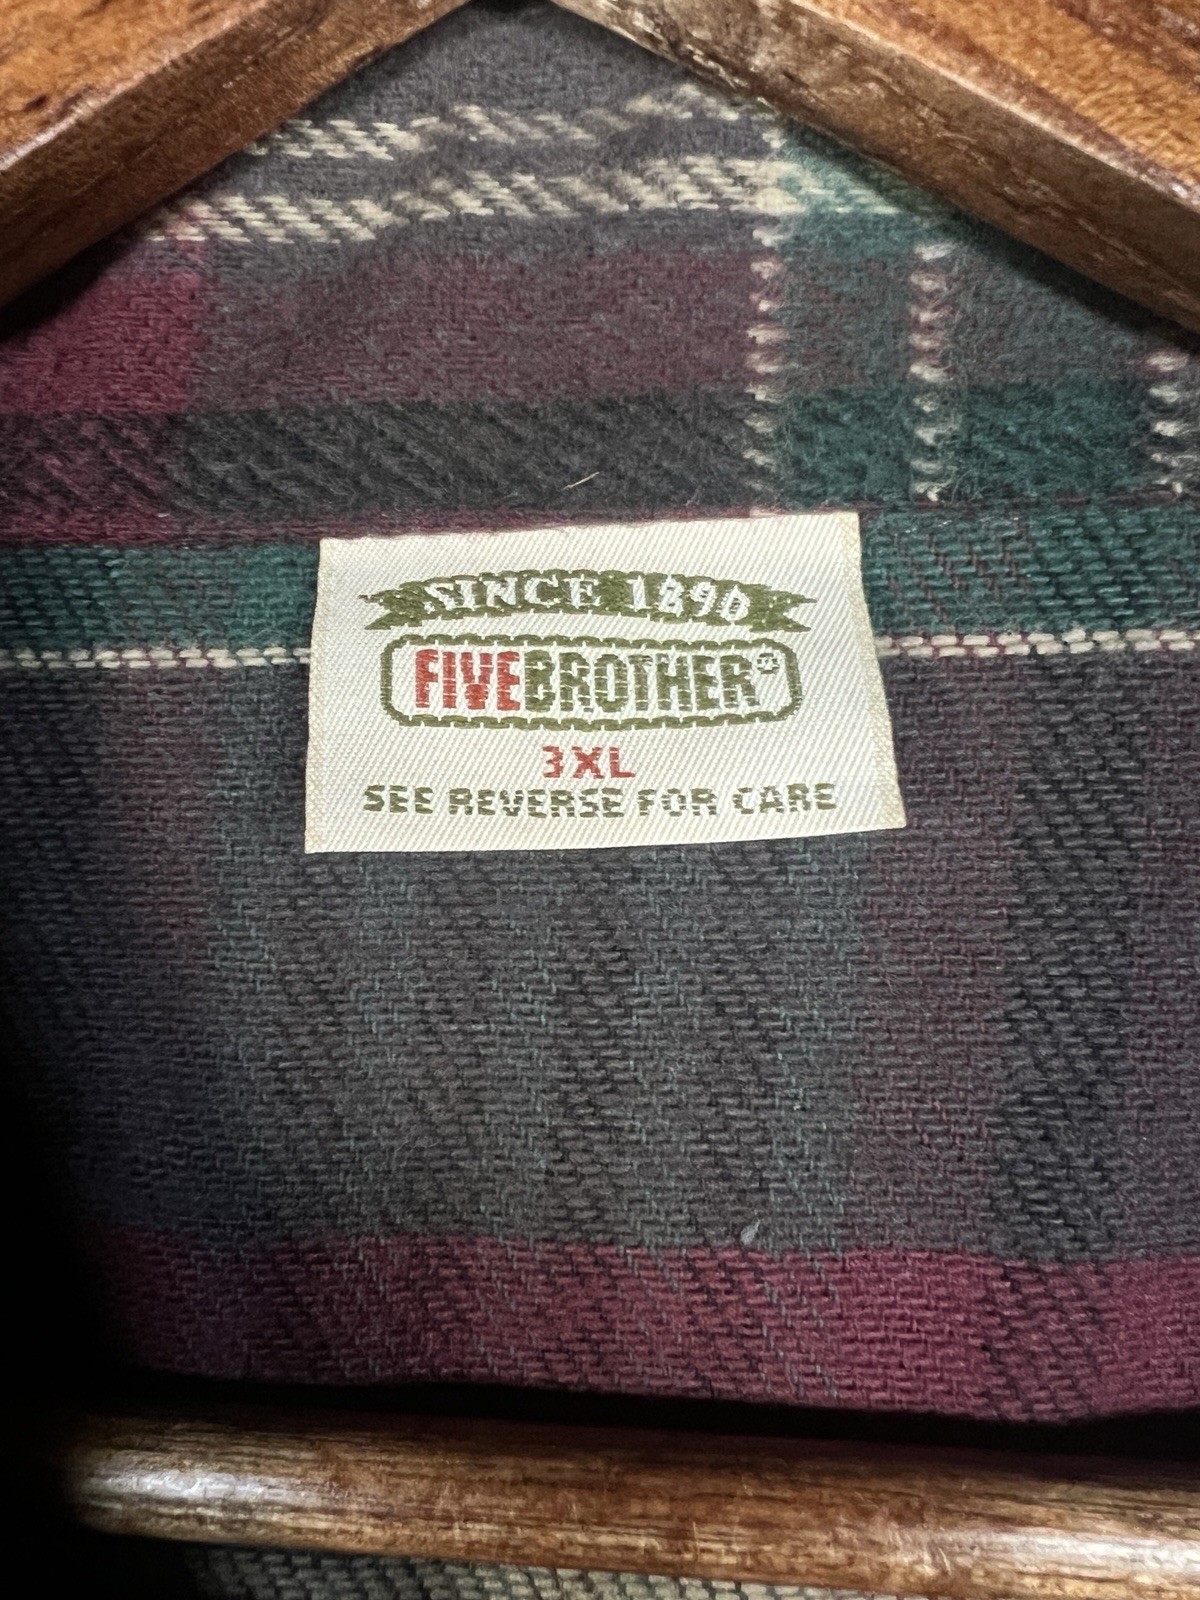 SINCE 1890
FIVEBROTHER®
3XL
SEE REVERSE FOR CARE